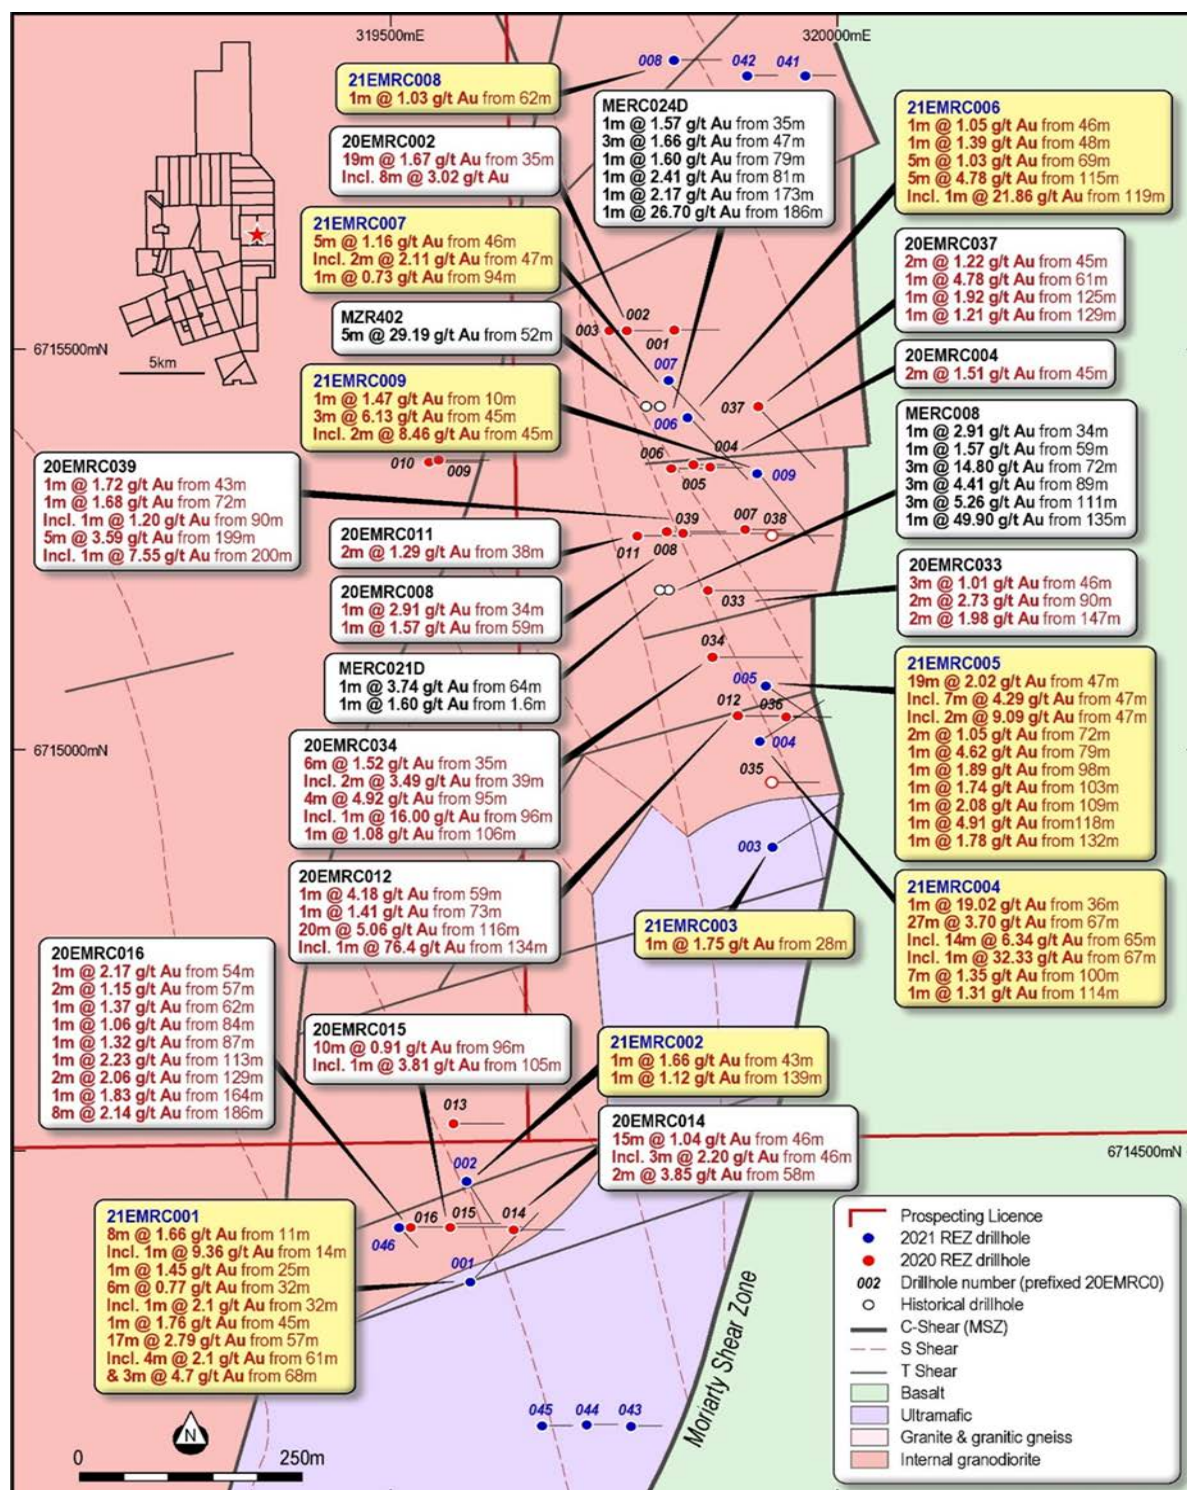 319500mE
320000mE
008
042
041
21EMRC008
1m @ 1.03 g/t Au from 62m
MERC024D
1m @ 1.57 g/t Au from 35m
3m @ 1.66 g/t Au from 47m
1m @ 1.60 g/t Au from 79m
1m @ 2.41 g/t Au from 81m
1m @ 2.17 g/t Au from 173m
1m @ 26.70 g/t Au from 186m
21EMRC006
1m @ 1.05 g/t Au from 46m
1m @ 1.39 g/t Au from 48m
5m @ 1.03 g/t Au from 69m
5m @ 4.78 g/t Au from 115m
Incl. 1m @ 21.86 g/t Au from 119m
20EMRC002
19m @ 1.67 g/t Au from 35m
Incl. 8m @ 3.02 g/t Au
21EMRC007
5m @ 1.16 g/t Au from 46m
Incl. 2m @ 2.11 g/t Au from 47m
1m @ 0.73 g/t Au from 94m
20EMRC037
2m @ 1.22 g/t Au from 45m
1m @ 4.78 g/t Au from 61m
1m @ 1.92 g/t Au from 125m
1m @ 1.21 g/t Au from 129m
MZR402
5m @ 29.19 g/t Au from 52m
003
002
001
6715500mN
5km
20EMRC004
2m @ 1.51 g/t Au from 45m
007
21EMRC009
1m @ 1.47 g/t Au from 10m
3m @ 6.13 g/t Au from 45m
Incl. 2m @ 8.46 g/t Au from 45m
006
037
MERC008
1m @ 2.91 g/t Au from 34m
1m @ 1.57 g/t Au from 59m
3m @ 14.80 g/t Au from 72m
3m @ 4.41 g/t Au from 89m
3m @ 5.26 g/t Au from 111m
1m @ 49.90 g/t Au from 135m
010
009
006
004
005
009
20EMRC039
1m @ 1.72 g/t Au from 43m
1m @ 1.68 g/t Au from 72m
Incl. 1m @ 1.20 g/t Au from 90m
5m @ 3.59 g/t Au from 199m
Incl. 1m @ 7.55 g/t Au from 200m
20EMRC011
2m @ 1.29 g/t Au from 38m
011
008
039
007
038
20EMRC008
1m @ 2.91 g/t Au from 34m
1m @ 1.57 g/t Au from 59m
033
20EMRC033
3m @ 1.01 g/t Au from 46m
2m @ 2.73 g/t Au from 90m
2m @ 1.98 g/t Au from 147m
MERC021D
1m @ 3.74 g/t Au from 64m
1m @ 1.60 g/t Au from 1.6m
034
005
012
036
004
035
21EMRC005
19m @ 2.02 g/t Au from 47m
Incl. 7m @ 4.29 g/t Au from 47m
Incl. 2m @ 9.09 g/t Au from 47m
2m @ 1.05 g/t Au from 72m
1m @ 4.62 g/t Au from 79m
1m @ 1.89 g/t Au from 98m
1m @ 1.74 g/t Au from 103m
1m @ 2.08 g/t Au from 109m
1m @ 4.91 g/t Au from118m
1m @ 1.78 g/t Au from 132m
6715000mN
20EMRC034
6m @ 1.52 g/t Au from 35m
Incl. 2m @ 3.49 g/t Au from 39m
4m @ 4.92 g/t Au from 95m
Incl. 1m @ 16.00 g/t Au from 96m
1m @ 1.08 g/t Au from 106m
003
20EMRC012
1m @ 4.18 g/t Au from 59m
1m @ 1.41 g/t Au from 73m
20m @ 5.06 g/t Au from 116m
Incl. 1m @ 76.4 g/t Au from 134m
21EMRC003
1m @ 1.75 g/t Au from 28m
21EMRC004
1m @ 19.02 g/t Au from 36m
27m @ 3.70 g/t Au from 67m
Incl. 14m @ 6.34 g/t Au from 65m
Incl. 1m @ 32.33 g/t Au from 67m
7m @ 1.35 g/t Au from 100m
1m @ 1.31 g/t Au from 114m
20EMRC016
1m @ 2.17 g/t Au from 54m
2m @ 1.15 g/t Au from 57m
1m @ 1.37 g/t Au from 62m
1m @ 1.06 g/t Au from 84m
1m @ 1.32 g/t Au from 87m
1m @ 2.23 g/t Au from 113m
2m @ 2.06 g/t Au from 129m
1m @ 1.83 g/t Au from 164m
8m @ 2.14 g/t Au from 186m
20EMRC015
10m @ 0.91 g/t Au from 96m
Incl. 1m @ 3.81 g/t Au from 105m
21EMRC002
1m @ 1.66 g/t Au from 43m
1m @ 1.12 g/t Au from 139m
013
20EMRC014
15m @ 1.04 g/t Au from 46m
Incl. 3m @ 2.20 g/t Au from 46m
2m @ 3.85 g/t Au from 58m
6714500mN
002
016
015
014
046
001
21EMRC001
8m @ 1.66 g/t Au from 11m
Incl. 1m @ 9.36 g/t Au from 14m
1m @ 1.45 g/t Au from 25m
6m @ 0.77 g/t Au from 32m
Incl. 1m @ 2.1 g/t Au from 32m
1m @ 1.76 g/t Au from 45m
17m @ 2.79 g/t Au from 57m
Incl. 4m @ 2.1 g/t Au from 61m
& 3m @ 4.7 g/t Au from 68m
Moriarty Shear Zone
045
044
043
N
0
250m
Prospecting Licence
2021 REZ drillhole
2020 REZ drillhole
002 Drillhole number (prefixed 20EMRC0)
Historical drillhole
C-Shear (MSZ)
S Shear
T Shear
Basalt
Ultramafic
Granite & granitic gneiss
Internal granodiorite